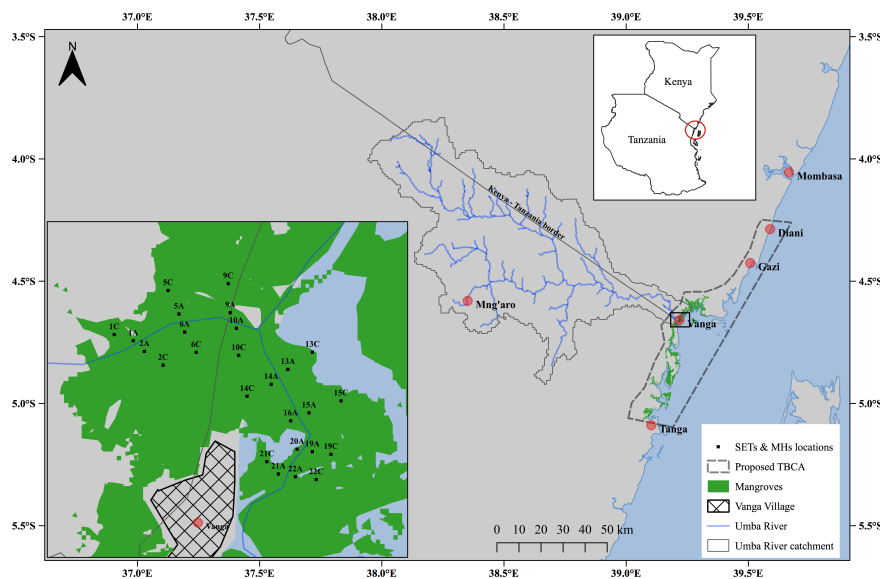 37.0°E 37.5°E 38.0°E 38.5°E 39.0°E 39.5°E
3.5°S 3.5°S
N
Kenya
Tanzania
4.0°S 4.0°S
Mombasa
Kenya - Tanzania border
Diani
Gazi
4.5°S 4.5°S
Mng'aro
Vanga
9C
5C
9A
5A
10A
1C
1A
6A
2A
6C
10C
13C
2C
13A
14A
14C
15C
15A
16A
20A
19A
19C
21C
21A
22A
22C
Vanga
5.0°S 5.0°S
Tanga
SETs & MHs locations
Proposed TBCA
Mangroves
Vanga Village
Umba River
Umba River catchment
0 10 20 30 40 50 km
5.5°S 5.5°S
37.0°E 37.5°E 38.0°E 38.5°E 39.0°E 39.5°E